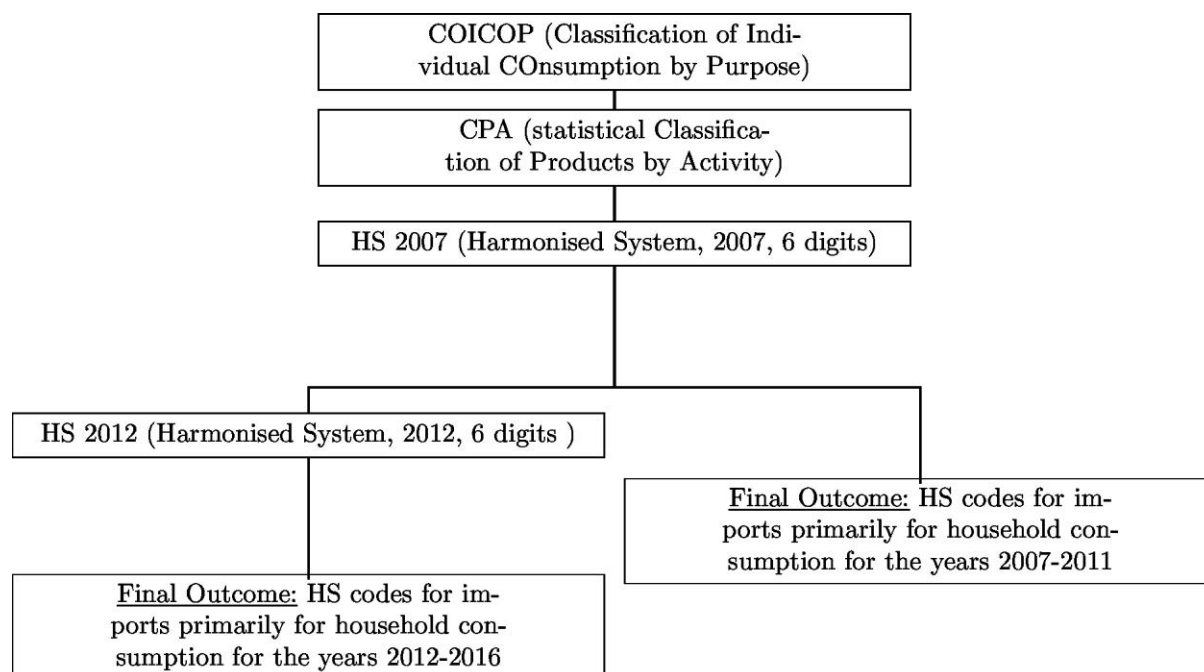 COICOP (Classification of Indi-
vidual COnsumption by Purpose)
CPA (statistical Classifica-
tion of Products by Activity)
HS 2007 (Harmonised System, 2007, 6 digits)
HS 2012 (Harmonised System, 2012, 6 digits )
Final Outcome: HS codes for im-
ports primarily for household con-
sumption for the years 2007-2011
Final Outcome: HS codes for im-
ports primarily for household con-
sumption for the years 2012-2016